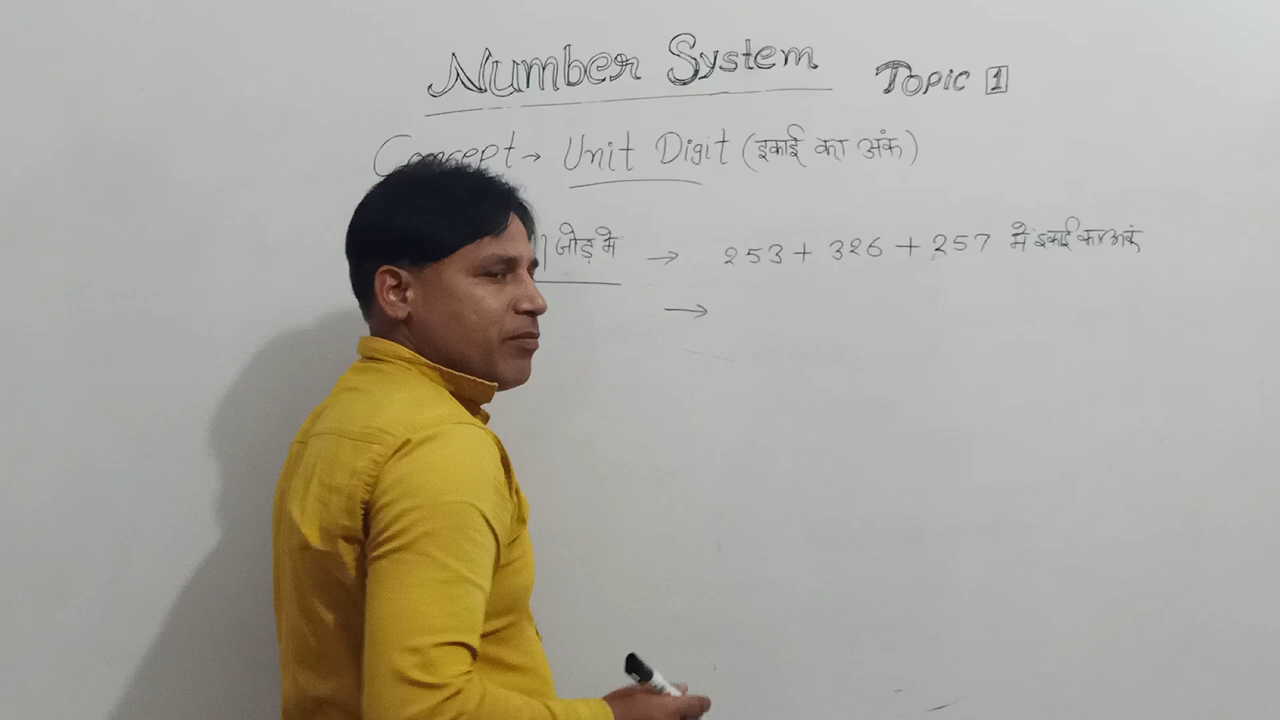 Number System Topic 1
Concept → Unit Digit (इकाई का अंक)
जोड़ मे → 253 + 326 + 257 में इकाई का अंक
→